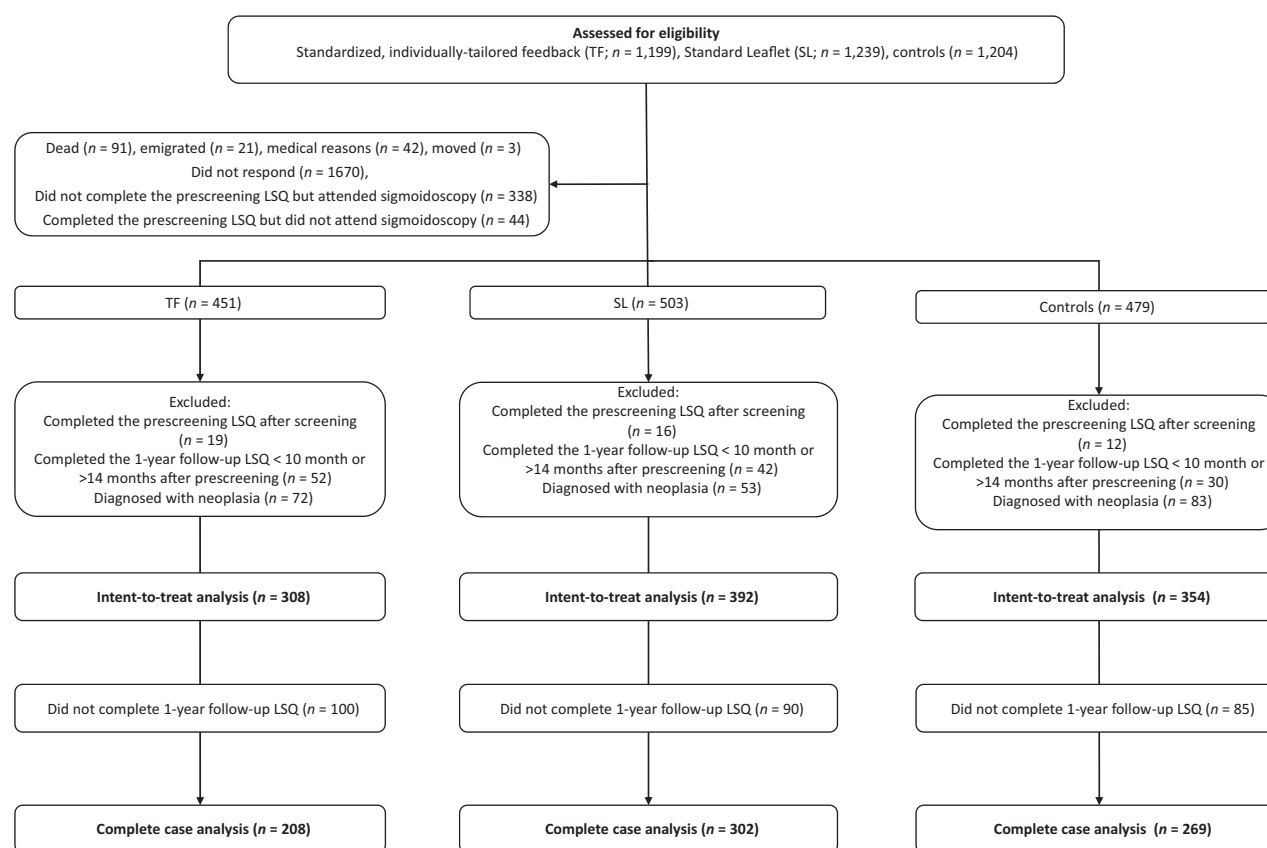 Assessed for eligibility
Standardized, individually-tailored feedback (TF; n = 1,199), Standard Leaflet (SL; n = 1,239), controls (n = 1,204)
Dead (n = 91), emigrated (n = 21), medical reasons (n = 42), moved (n = 3)
Did not respond (n = 1670),
Did not complete the prescreening LSQ but attended sigmoidoscopy (n = 338)
Completed the prescreening LSQ but did not attend sigmoidoscopy (n = 44)
TF (n = 451)
SL (n = 503)
Controls (n = 479)
Excluded:
Completed the prescreening LSQ after screening
(n = 19)
Completed the 1-year follow-up LSQ < 10 month or
>14 months after prescreening (n = 52)
Diagnosed with neoplasia (n = 72)
Excluded:
Completed the prescreening LSQ after screening
(n = 16)
Completed the 1-year follow-up LSQ < 10 month or
>14 months after prescreening (n = 42)
Diagnosed with neoplasia (n = 53)
Excluded:
Completed the prescreening LSQ after screening
(n = 12)
Completed the 1-year follow-up LSQ < 10 month or
>14 months after prescreening (n = 30)
Diagnosed with neoplasia (n = 83)
Intent-to-treat analysis (n = 308)
Intent-to-treat analysis (n = 392)
Intent-to-treat analysis (n = 354)
Did not complete 1-year follow-up LSQ (n = 100)
Did not complete 1-year follow-up LSQ (n = 90)
Did not complete 1-year follow-up LSQ (n = 85)
Complete case analysis (n = 208)
Complete case analysis (n = 302)
Complete case analysis (n = 269)